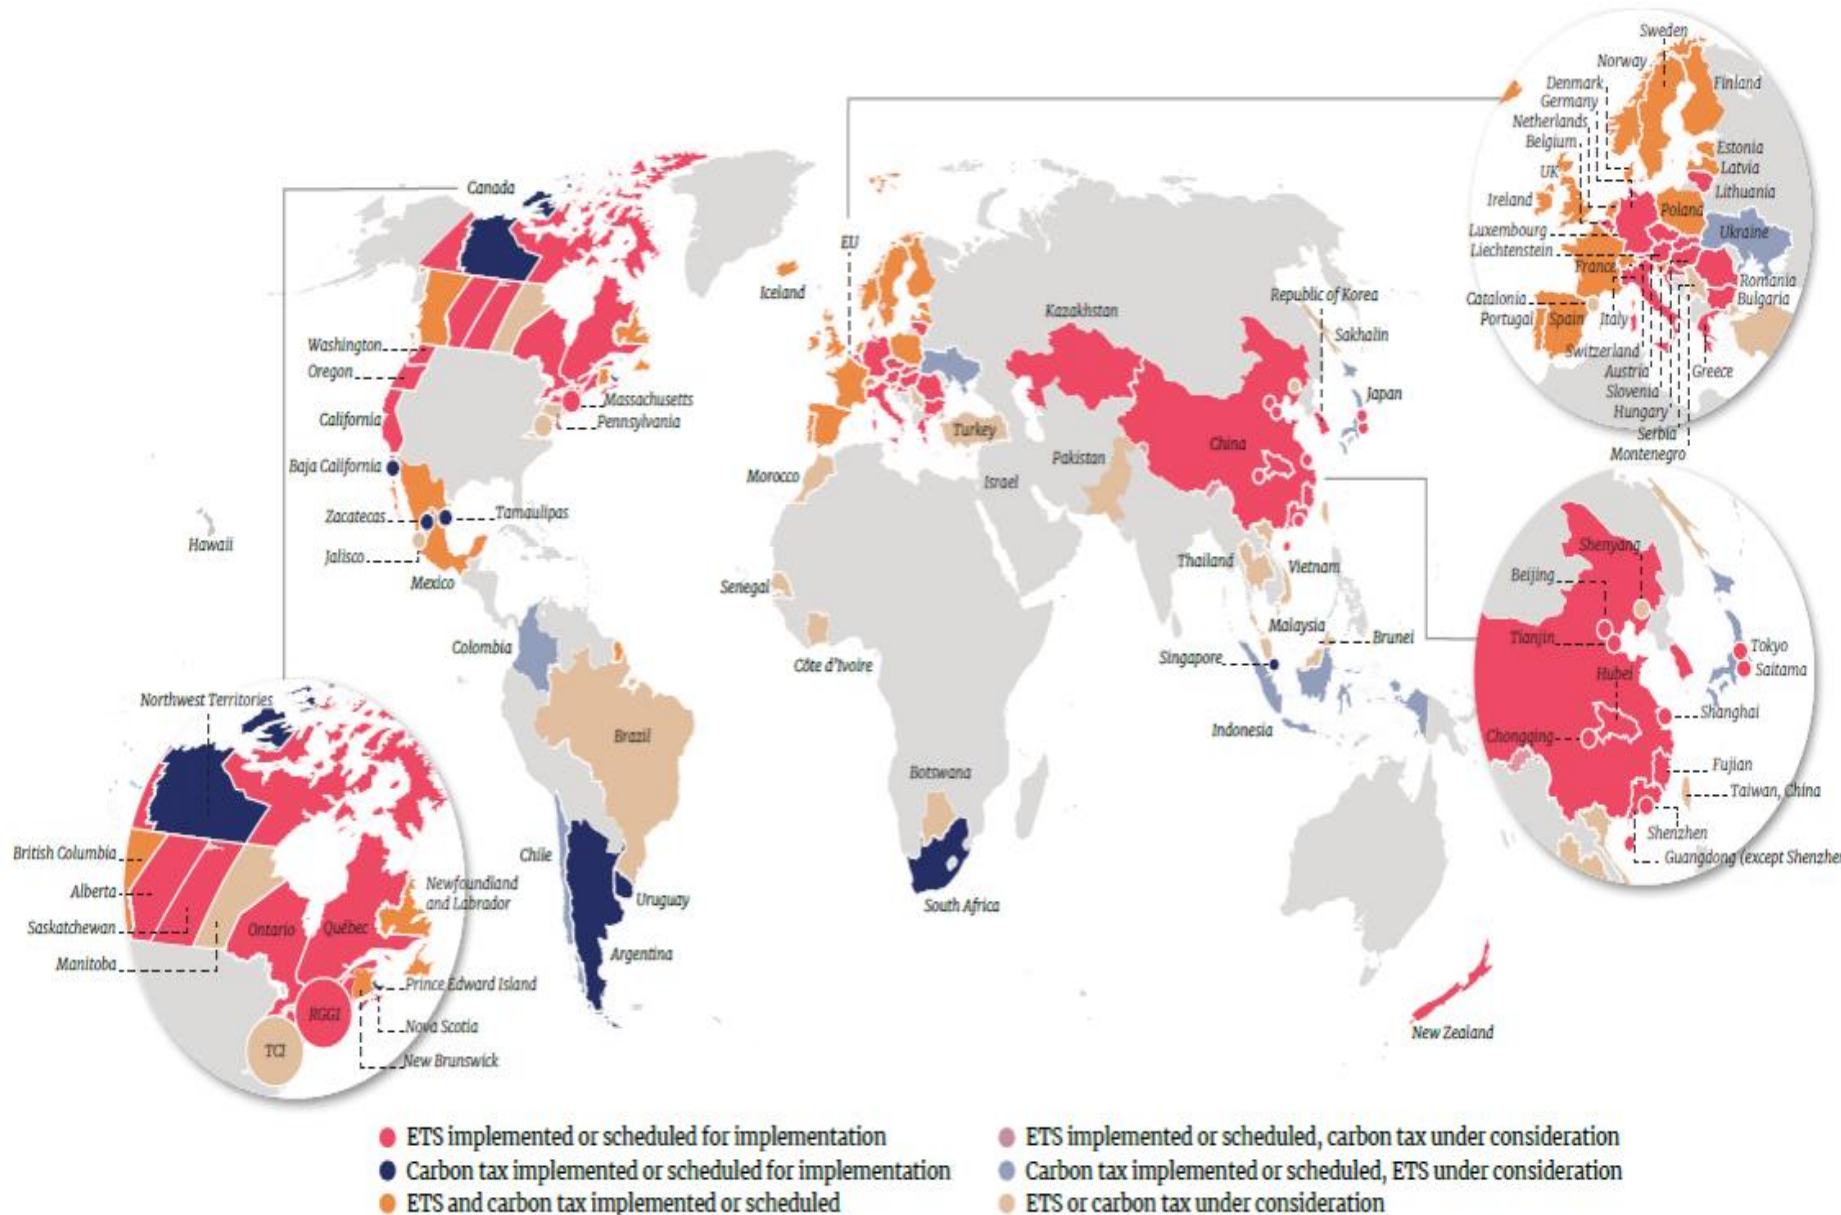 Canada
Washington
Oregon
California
Baja California
Zacatecas
Jalisco
Mexico
Tamaulipas
Massachusetts
Pennsylvania
Hawaii
Colombia
Brazil
Chile
Uruguay
Argentina
Iceland
EU
Morocco
Senegal
Côte d'Ivoire
Botswana
South Africa
Turkey
Israel
Kazakhstan
Pakistan
China
Republic of Korea
Sakhalin
Japan
Thailand
Vietnam
Malaysia
Brunei
Singapore
Indonesia
New Zealand
Northwest Territories
British Columbia
Alberta
Saskatchewan
Manitoba
Ontario
Québec
Newfoundland
and Labrador
Prince Edward Island
Nova Scotia
New Brunswick
RGGI
TCI
Sweden
Norway
Denmark
Germany
Netherlands
Belgium
UK
Ireland
Luxembourg
Liechtenstein
France
Catalonia
Portugal
Spain
Italy
Switzerland
Austria
Slovenia
Hungary
Serbia
Montenegro
Greece
Bulgaria
Romania
Ukraine
Poland
Lithuania
Latvia
Estonia
Finland
Shenyang
Beijing
Tianjin
Hubei
Chongqing
Tokyo
Saitama
Shanghai
Fujian
Taiwan, China
Shenzhen
Guangdong (except Shenzhen
ETS implemented or scheduled for implementation
Carbon tax implemented or scheduled for implementation
ETS and carbon tax implemented or scheduled
ETS implemented or scheduled, carbon tax under consideration
Carbon tax implemented or scheduled, ETS under consideration
ETS or carbon tax under consideration